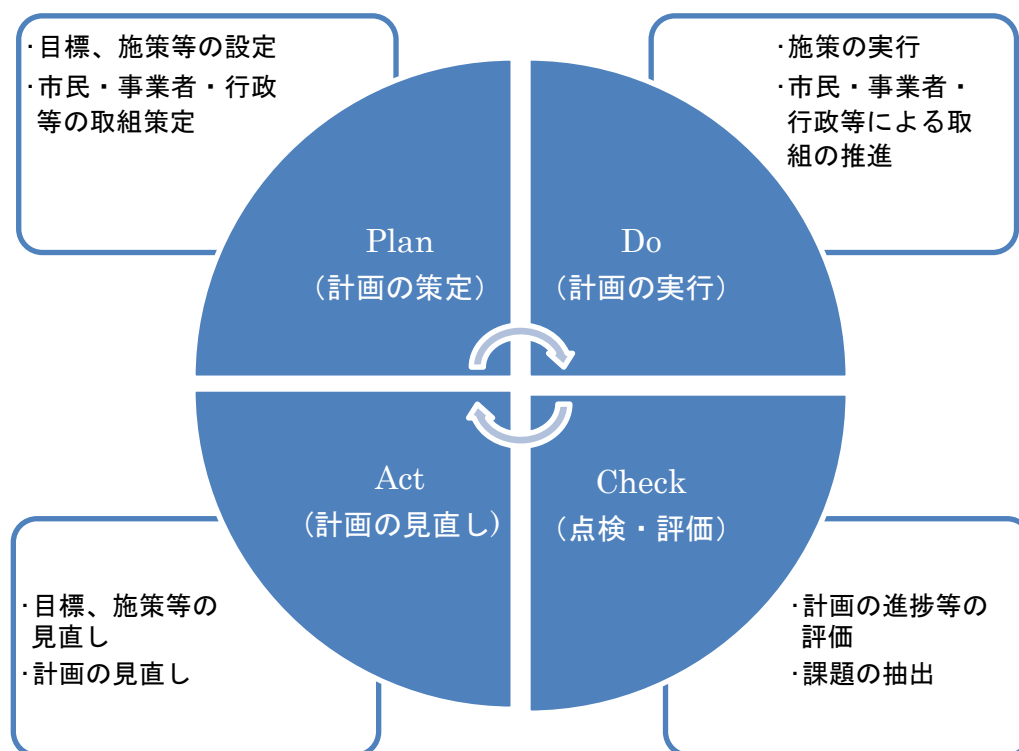 ·目標、施策等の設定
·市民・事業者・行政
等の取組策定
·施策の実行
·市民・事業者・
行政等による取
組の推進
Plan
（計画の策定）
Do
（計画の実行）
Act
（計画の見直し）
Check
（点検・評価）
·目標、施策等の
見直し
·計画の見直し
·計画の進捗等の
評価
·課題の抽出